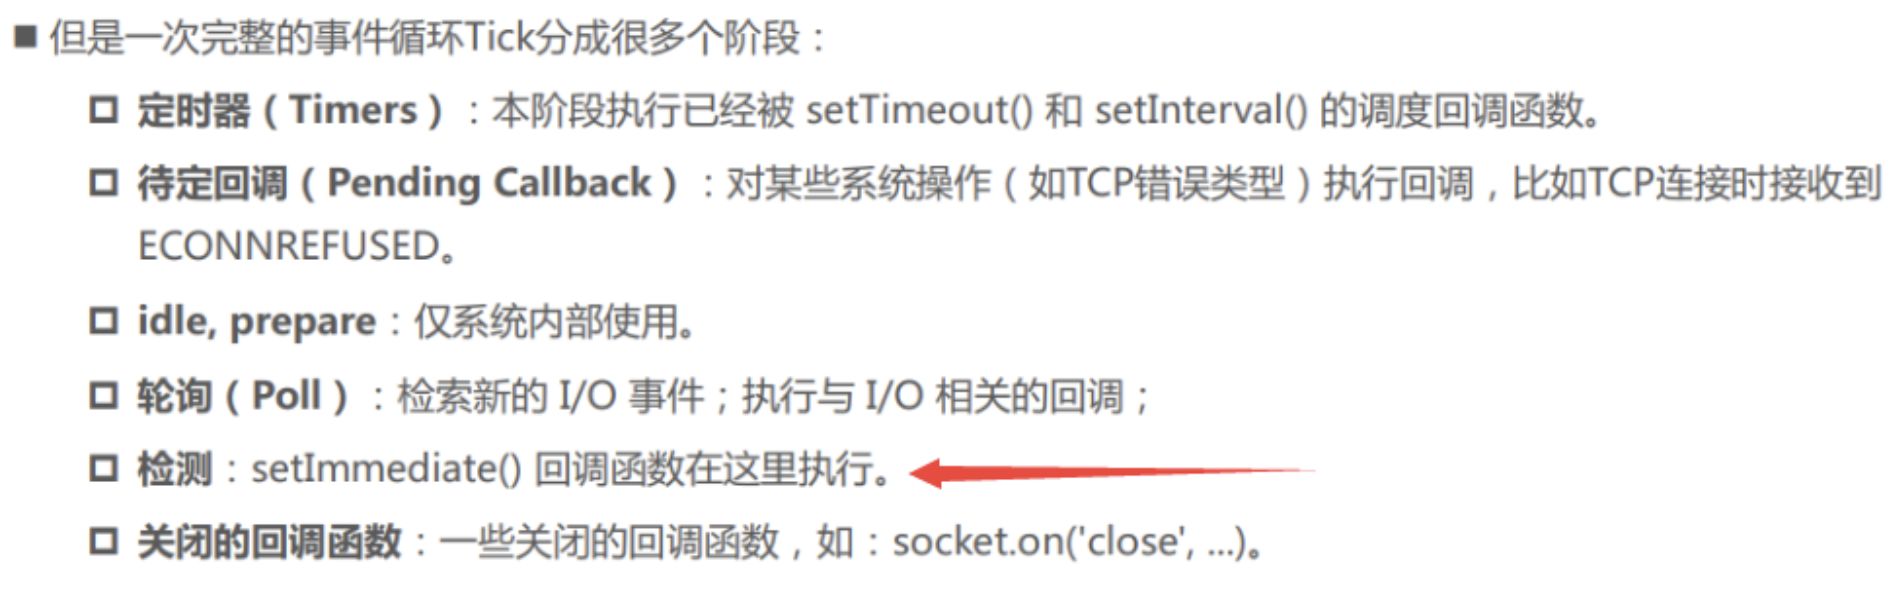 但是一次完整的事件循环Tick分成很多个阶段：
定时器（Timers）：本阶段执行已经被 setTimeout() 和 setInterval() 的调度回调函数。
待定回调（Pending Callback）：对某些系统操作（如TCP错误类型）执行回调，比如TCP连接时接收到
ECONNREFUSED。
idle, prepare：仅系统内部使用。
轮询（Poll）：检索新的 I/O 事件；执行与 I/O 相关的回调；
检测：setImmediate() 回调函数在这里执行。
关闭的回调函数：一些关闭的回调函数，如：socket.on('close', ...)。